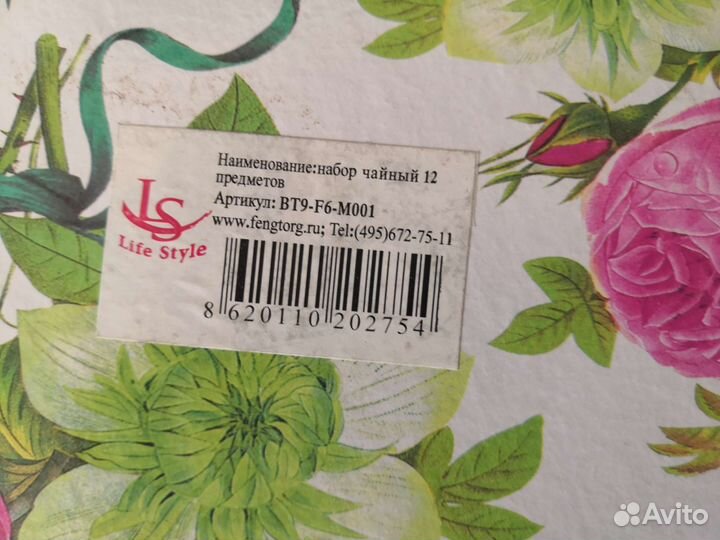 LS
Life Style
Наименование:набор чайный 12
предметов
Артикул: BT9-F6-M001
www.fengtorg.ru; Tel:(495)672-75-11
8 620110 202754
Avito